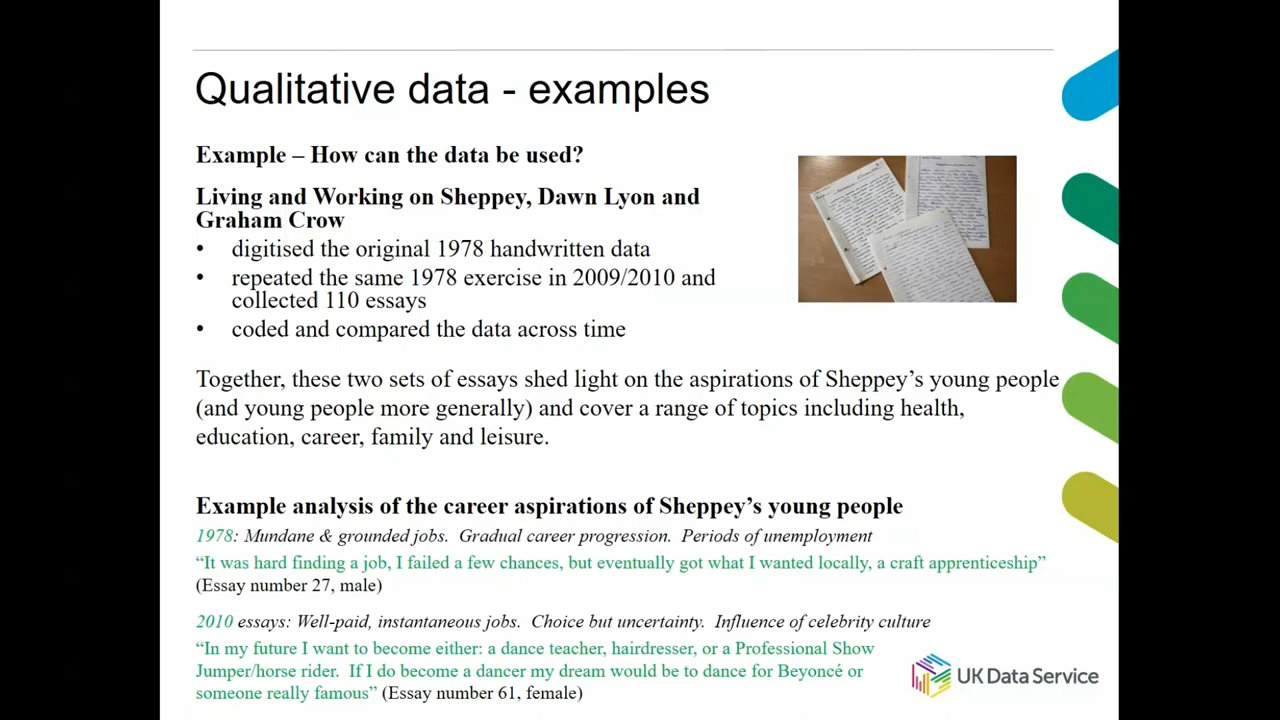 Qualitative data - examples
Example – How can the data be used?
Living and Working on Sheppey, Dawn Lyon and
Graham Crow
• digitised the original 1978 handwritten data
• repeated the same 1978 exercise in 2009/2010 and
collected 110 essays
• coded and compared the data across time
Together, these two sets of essays shed light on the aspirations of Sheppey’s young people
(and young people more generally) and cover a range of topics including health,
education, career, family and leisure.
Example analysis of the career aspirations of Sheppey’s young people
1978: Mundane & grounded jobs. Gradual career progression. Periods of unemployment
“It was hard finding a job, I failed a few chances, but eventually got what I wanted locally, a craft apprenticeship”
(Essay number 27, male)
2010 essays: Well-paid, instantaneous jobs. Choice but uncertainty. Influence of celebrity culture
“In my future I want to become either: a dance teacher, hairdresser, or a Professional Show
Jumper/horse rider. If I do become a dancer my dream would be to dance for Beyoncé or
someone really famous” (Essay number 61, female)
UK Data Service